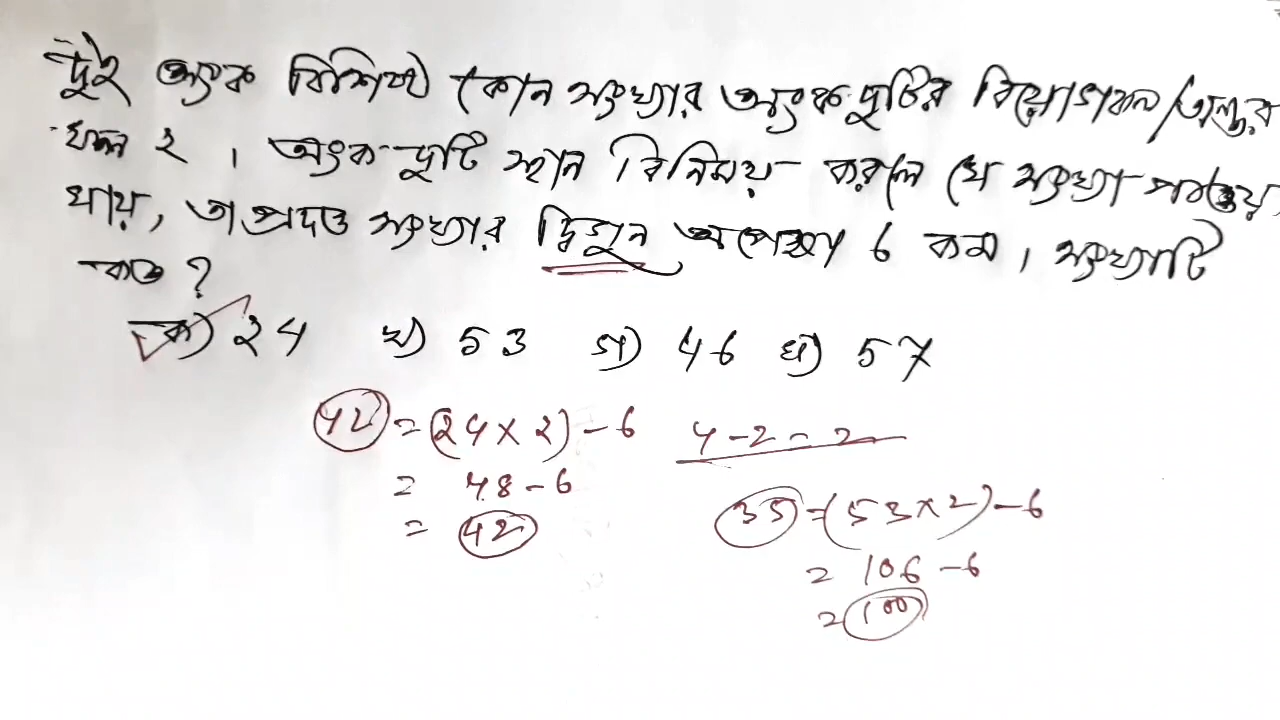 দুই অংক বিশিষ্ট কোন সংখ্যার অংক দুটির বিয়োগফল/অন্তর
ফল ২ । অংক দুটি স্থান বিনিময় করলে যে সংখ্যা পাওয়া
যায়, তা প্রদত্ত সংখ্যার দ্বিগুন অপেক্ষা 6 কম । সংখ্যাটি
কত ?
ক) 24 খ) 53 গ) 46 ঘ) 57
42 = (24 × 2) - 6 4 - 2 = 2
= 48 - 6
= 42
35 = (53 × 2) - 6
= 106 - 6
= 100